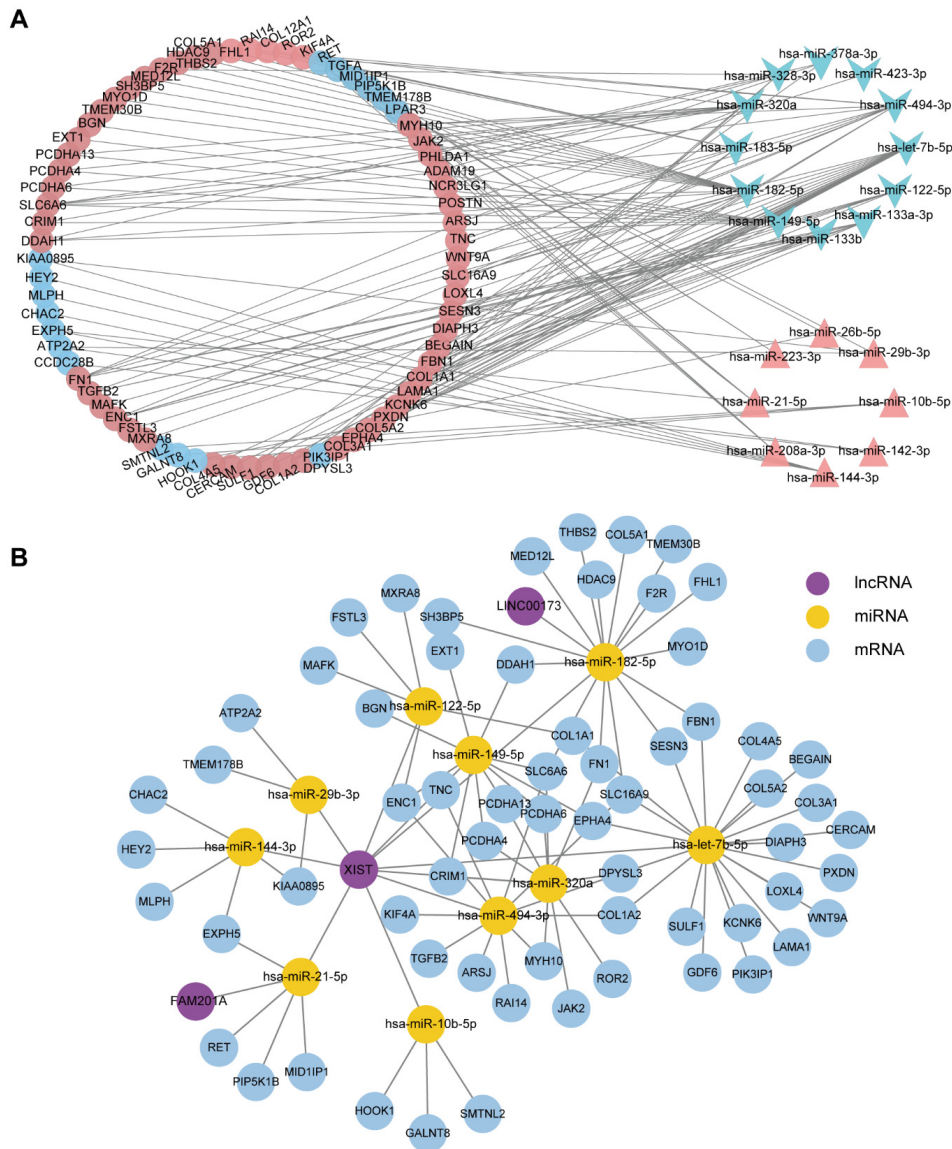 A
COL12A1
RAI14
ROR2
COL5A1
FHL1
KIF4A
HDAC9
RET
THBS2
F2R
TGFA
MED12L
MID1IP1
SH3BP5
PIP5K1B
MYO1D
TMEM178B
TMEM30B
LPAR3
BGN
MYH10
EXT1
JAK2
PCDHA13
PHLDA1
PCDHA4
ADAM19
PCDHA6
NCR3LG1
SLC6A6
POSTN
CRIM1
ARSJ
DDAH1
TNC
KIAA0895
WNT9A
HEY2
SLC16A9
MLPH
LOXL4
CHAC2
SESN3
EXPH5
DIAPH3
ATP2A2
BEGAIN
CCDC28B
FBN1
FN1
COL1A1
TGFB2
LAMA1
MAFK
KCNK6
ENC1
PXDN
FSTL3
COL5A2
MXRA8
EPHA4
SMTNL2
COL3A1
GALNT8
PIK3IP1
HOOK1
DPYSL3
COL4A5
COL1A2
CERCAM
GDF6
SULF1
hsa-miR-378a-3p
hsa-miR-328-3p
hsa-miR-423-3p
hsa-miR-320a
hsa-miR-494-3p
hsa-miR-183-5p
hsa-let-7b-5p
hsa-miR-182-5p
hsa-miR-122-5p
hsa-miR-149-5p
hsa-miR-133a-3p
hsa-miR-133b
hsa-miR-26b-5p
hsa-miR-223-3p
hsa-miR-29b-3p
hsa-miR-21-5p
hsa-miR-10b-5p
hsa-miR-208a-3p
hsa-miR-142-3p
hsa-miR-144-3p
B
THBS2
COL5A1
TMEM30B
MED12L
HDAC9
F2R
FHL1
lncRNA
miRNA
mRNA
MXRA8
LINC00173
FSTL3
SH3BP5
EXT1
MYO1D
MAFK
DDAH1
hsa-miR-182-5p
ATP2A2
BGN
hsa-miR-122-5p
FBN1
COL1A1
SESN3
COL4A5
TMEM178B
hsa-miR-149-5p
BEGAIN
SLC6A6
FN1
CHAC2
hsa-miR-29b-3p
ENC1
TNC
PCDHA13
SLC16A9
COL5A2
COL3A1
PCDHA6
EPHA4
CERCAM
HEY2
hsa-miR-144-3p
PCDHA4
hsa-let-7b-5p
DIAPH3
XIST
CRIM1
hsa-miR-320a
DPYSL3
PXDN
MLPH
KIAA0895
LOXL4
KIF4A
hsa-miR-494-3p
COL1A2
WNT9A
EXPH5
SULF1
KCNK6
TGFB2
MYH10
LAMA1
hsa-miR-21-5p
ARSJ
ROR2
GDF6
PIK3IP1
FAM201A
RAI14
JAK2
hsa-miR-10b-5p
RET
MID1IP1
PIP5K1B
HOOK1
SMTNL2
GALNT8